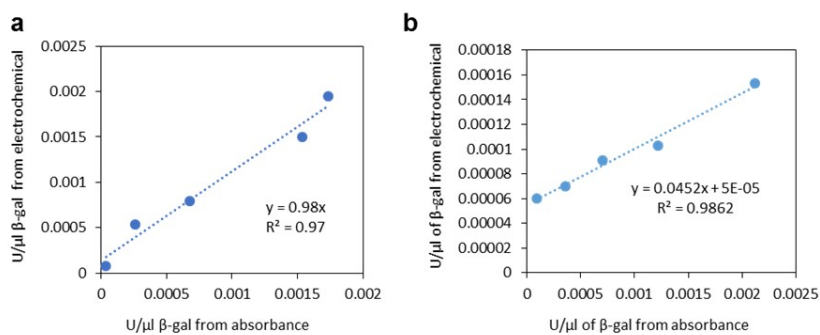 a
U/µl β-gal from electrochemical
0.0025
0.002
0.0015
0.001
0.0005
0
y = 0.98x
R² = 0.97
0
0.0005
0.001
0.0015
0.002
U/µl β-gal from absorbance
b
U/µl of β-gal from electrochemical
0.00018
0.00016
0.00014
0.00012
0.0001
0.00008
0.00006
0.00004
0.00002
0
y = 0.0452x + 5E-05
R² = 0.9862
0
0.0005
0.001
0.0015
0.002
0.0025
U/µl of β-gal from absorbance